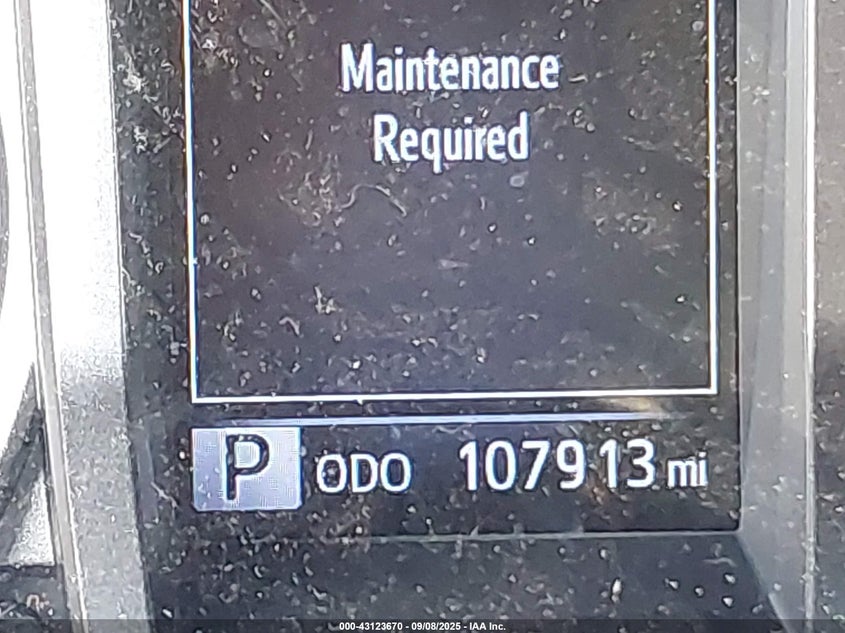 Maintenance
Required
P ODO 107913 mi
000-43123670 - 09/08/2025 - IAA Inc.